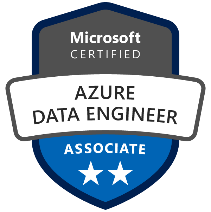 Microsoft
CERTIFIED
AZURE
DATA ENGINEER
ASSOCIATE